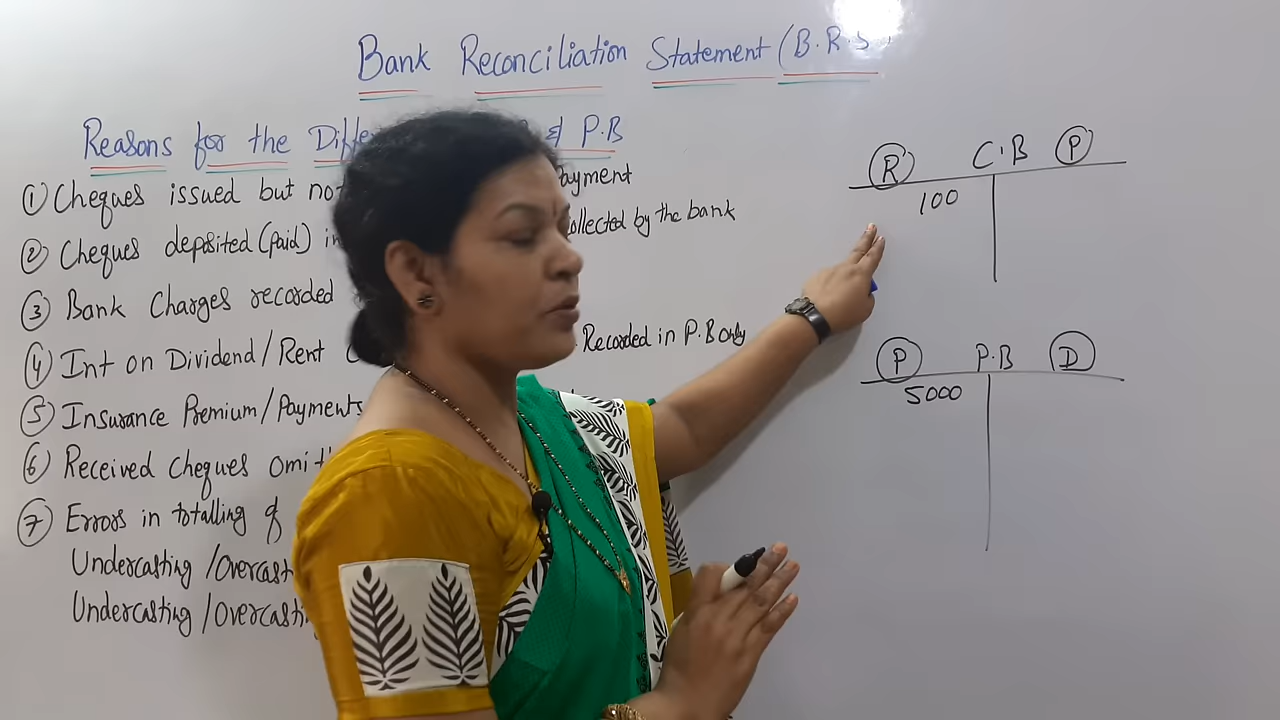 Bank Reconciliation Statement (B.R.S.
Reasons for the Diffe & P.B
① Cheques issued but not ayment
② Cheques deposited (paid) in ollected by the bank
③ Bank Charges recorded
④ Int on Dividend/Rent Recorded in P.B only
⑤ Insurance Premium/Payments
⑥ Received cheques omit
⑦ Errors in totalling of
Undercasting /Overcast
Undercasting /Overcasti
R C.B P
100
P P.B D
5000